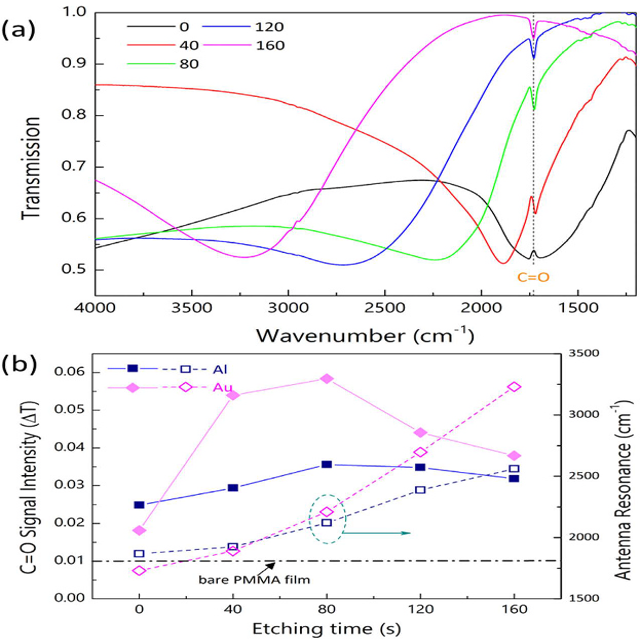 (a)
0
120
40
160
80
Transmission
1.0
0.9
0.8
0.7
0.6
0.5
C=O
4000 3500 3000 2500 2000 1500
Wavenumber (cm⁻¹)
(b)
Al
Au
C=O Signal Intensity (ΔT)
0.06
0.05
0.04
0.03
0.02
0.01
0.00
bare PMMA film
3500
3000
2500
2000
1500
Antenna Resonance (cm⁻¹)
0 40 80 120 160
Etching time (s)